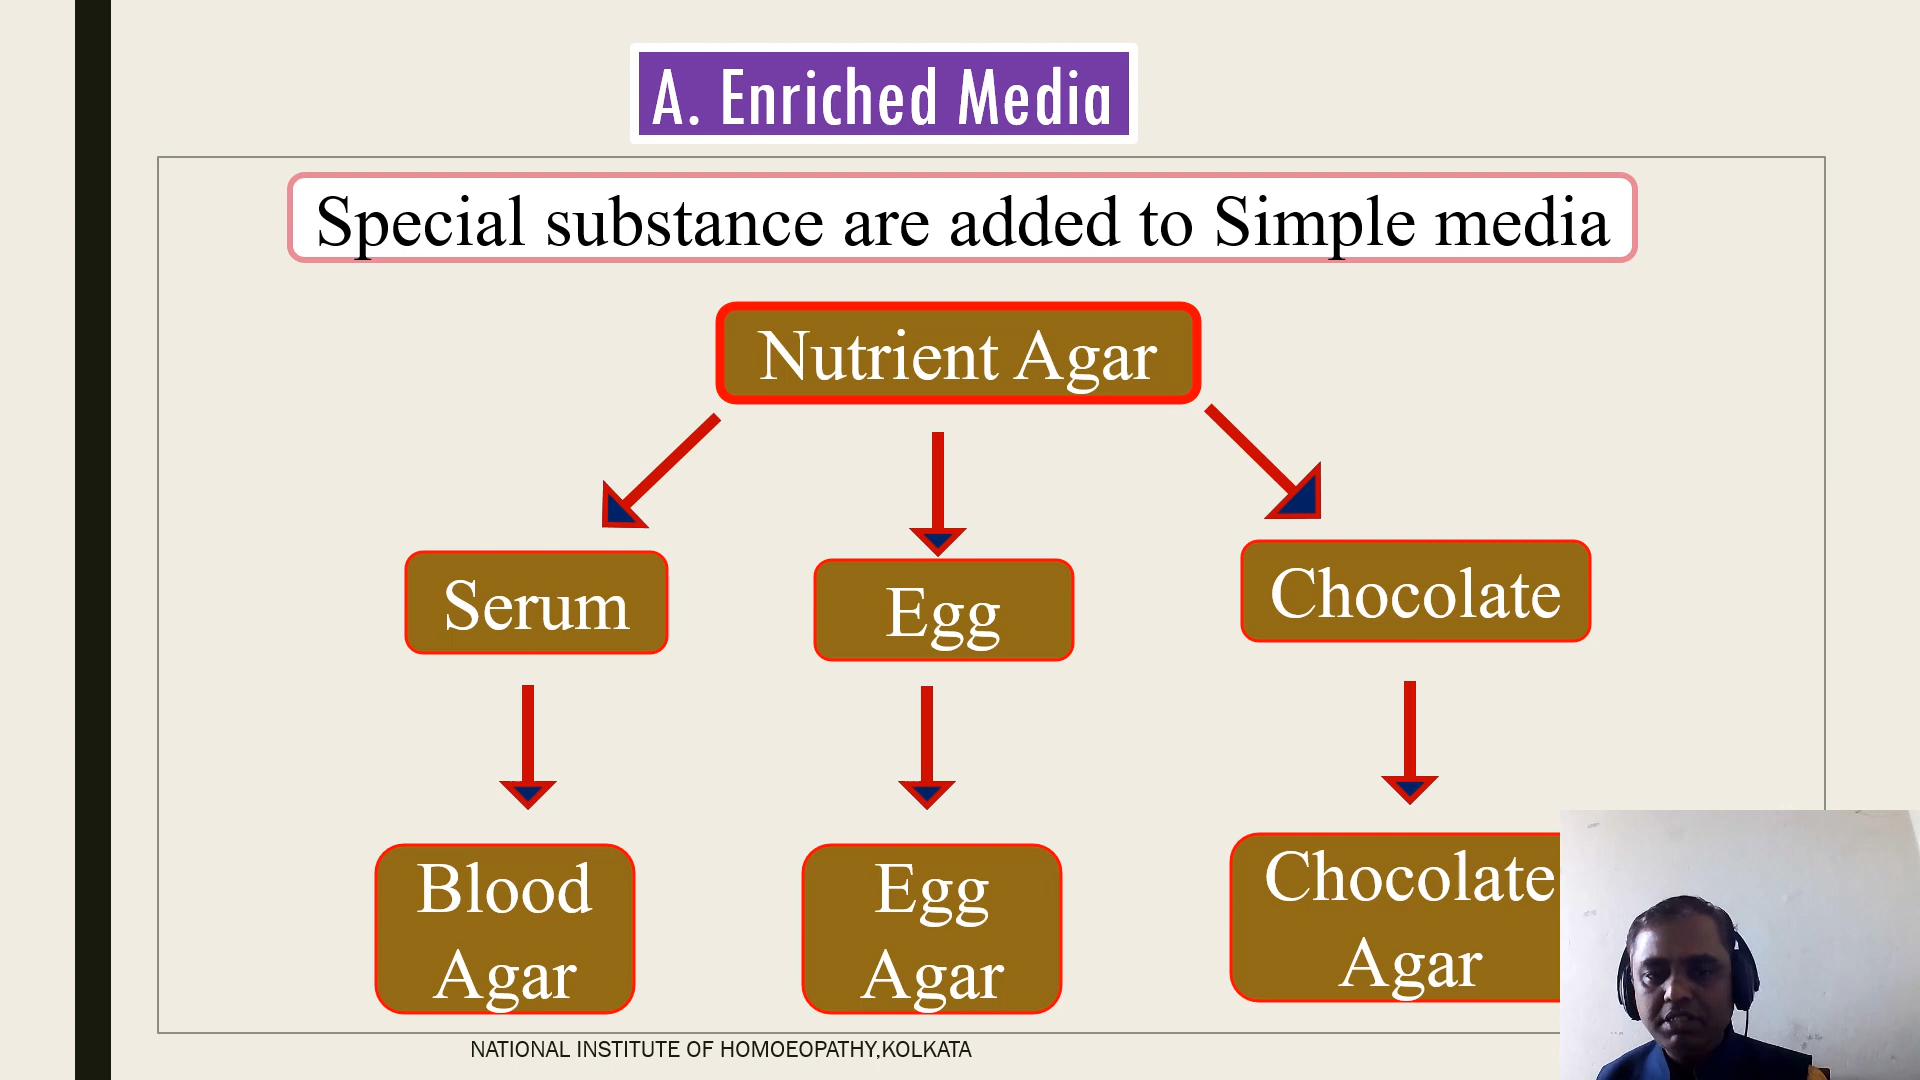 A. Enriched Media
Special substance are added to Simple media
Nutrient Agar
Serum
Egg
Chocolate
Blood
Agar
Egg
Agar
Chocolate
Agar
NATIONAL INSTITUTE OF HOMOEOPATHY,KOLKATA